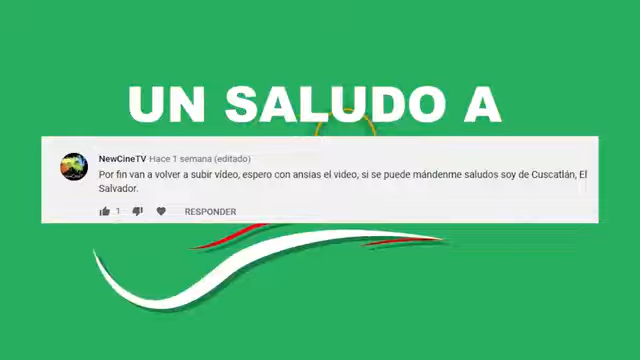 UN SALUDO A
NewCineTV Hace 1 semana (editado)
Por fin van a volver a subir vídeo, espero con ansias el video, si se puede mándenme saludos soy de Cuscatlán, El
Salvador.
1 RESPONDER